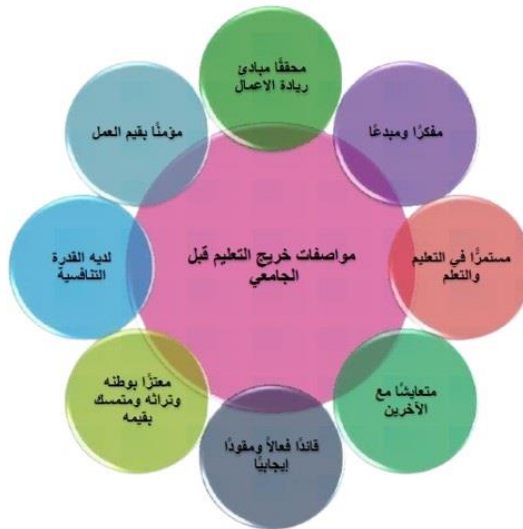 محققًا مبادئ
ريادة الاعمال
مفكرًا ومبدعًا
مستمرًا في التعليم
والتعلم
متعايشًا مع
الآخرين
قائدًا فعالاً ومقودًا
إيجابيًا
معتزًا بوطنه
وتراثه ومتمسك
بقيمه
لديه القدرة
التنافسية
مؤمنًا بقيم العمل
مواصفات خريج التعليم قبل
الجامعي